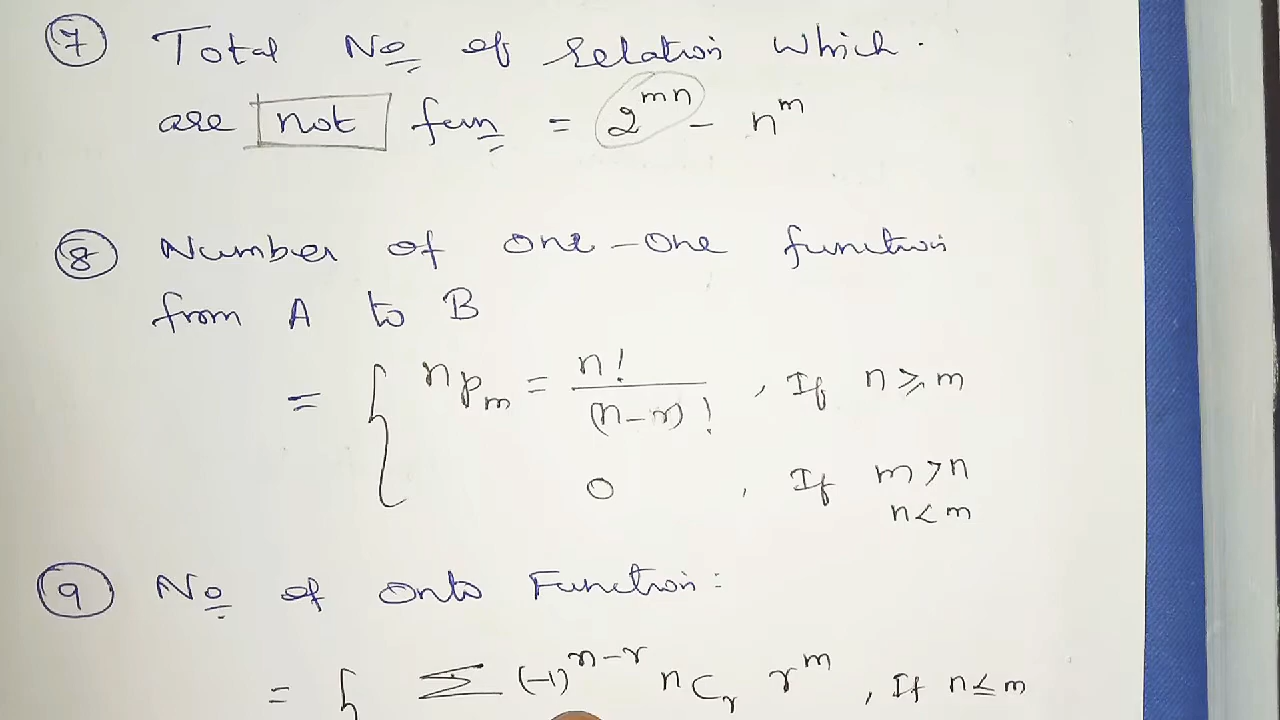 ⑦ Total No of relation which.
are not fun = 2^mn - n^m
⑧ Number of one-one function
from A to B
= { nPm = n! / (n-m)! , If n ≥ m
0 , If m > n
n < m
⑨ No of onto Function:
= { Σ (-1)^n-r nCr r^m , If n ≤ m